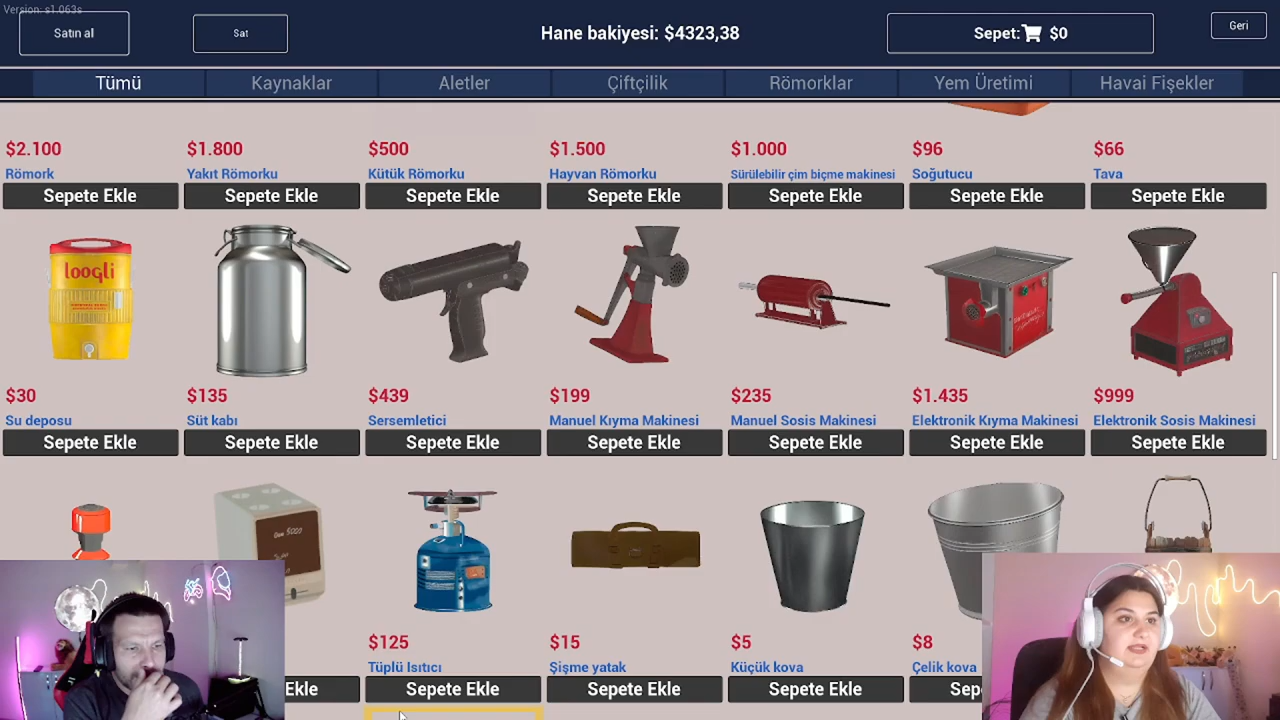 Version: s1.063s
Satın al
Sat
Hane bakiyesi: $4323,38
Sepet: $0
Geri
Tümü
Kaynaklar
Aletler
Çiftçilik
Römorklar
Yem Üretimi
Havai Fişekler
$2.100
$1.800
$500
$1.500
$1.000
$96
$66
Römork
Yakıt Römorku
Kütük Römorku
Hayvan Römorku
Sürülebilir çim biçme makinesi
Soğutucu
Tava
Sepete Ekle
Sepete Ekle
Sepete Ekle
Sepete Ekle
Sepete Ekle
Sepete Ekle
Sepete Ekle
loogli
$30
$135
$439
$199
$235
$1.435
$999
Su deposu
Süt kabı
Sersemletici
Manuel Kıyma Makinesi
Manuel Sosis Makinesi
Elektronik Kıyma Makinesi
Elektronik Sosis Makinesi
Sepete Ekle
Sepete Ekle
Sepete Ekle
Sepete Ekle
Sepete Ekle
Sepete Ekle
Sepete Ekle
$125
$15
$5
$8
Tüplü Isıtıcı
Şişme yatak
Küçük kova
Çelik kova
Ekle
Sepete Ekle
Sepete Ekle
Sepete Ekle
Sep